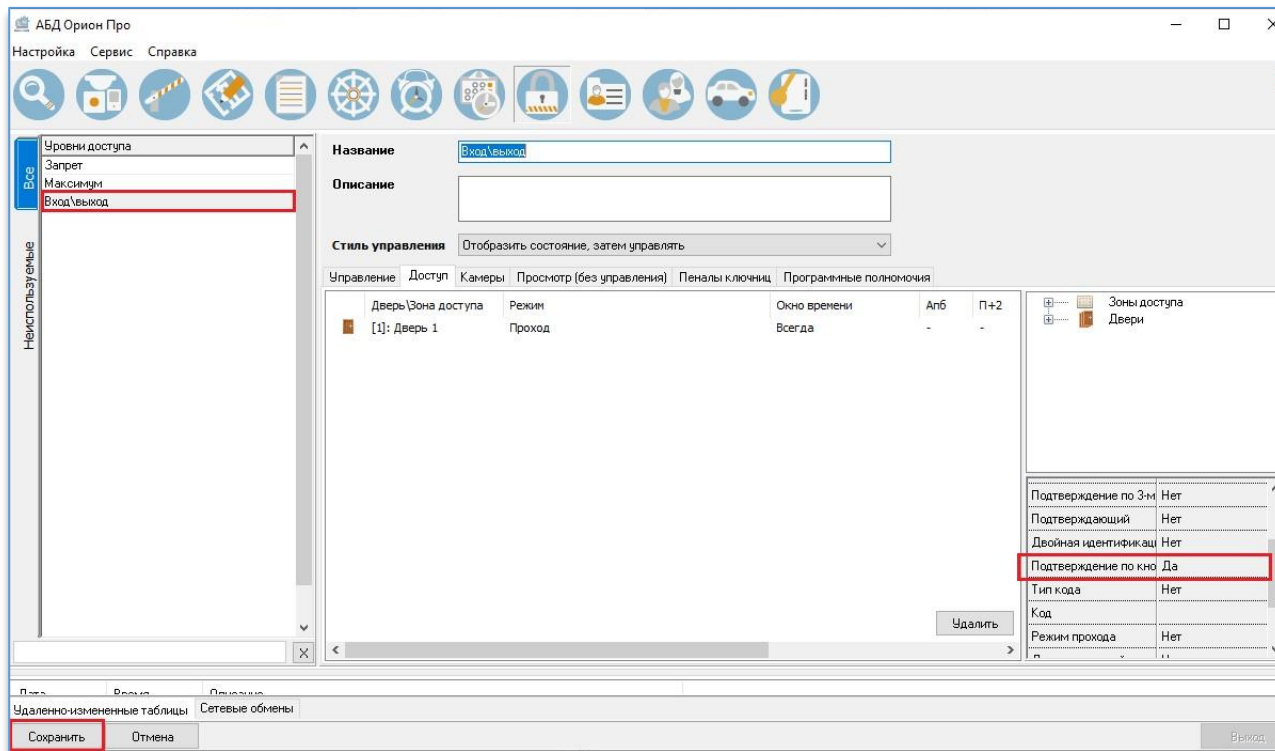 АБД Орион Про
Настройка Сервис Справка
Все
Неиспользуемые
Уровни доступа
Запрет
Максимум
Вход\выход
Название Вход\выход
Описание
Стиль управления Отобразить состояние, затем управлять
Управление Доступ Камеры Просмотр (без управления) Пеналы ключниц Программные полномочия
Дверь\Зона доступа Режим Окно времени Апб П+2
[1]: Дверь 1 Проход Всегда - -
Удалить
Зоны доступа
Двери
Подтверждение по 3-м Нет
Подтверждающий Нет
Двойная идентификац Нет
Подтверждение по кно Да
Тип кода Нет
Код
Режим прохода Нет
Дата Время Описание
Удаленно-измененные таблицы Сетевые обмены
Сохранить Отмена Выход